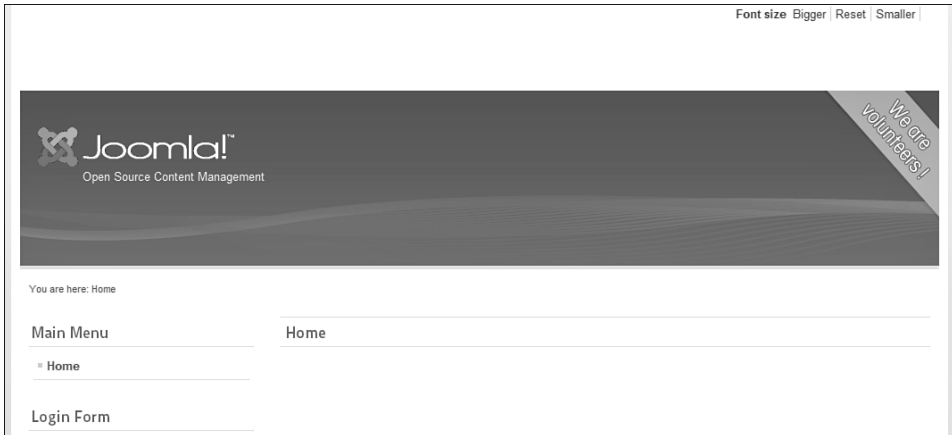 Font size Bigger Reset Smaller
Joomla!™
Open Source Content Management
We are
volunteers!
You are here: Home
Main Menu
Home
Home
Login Form